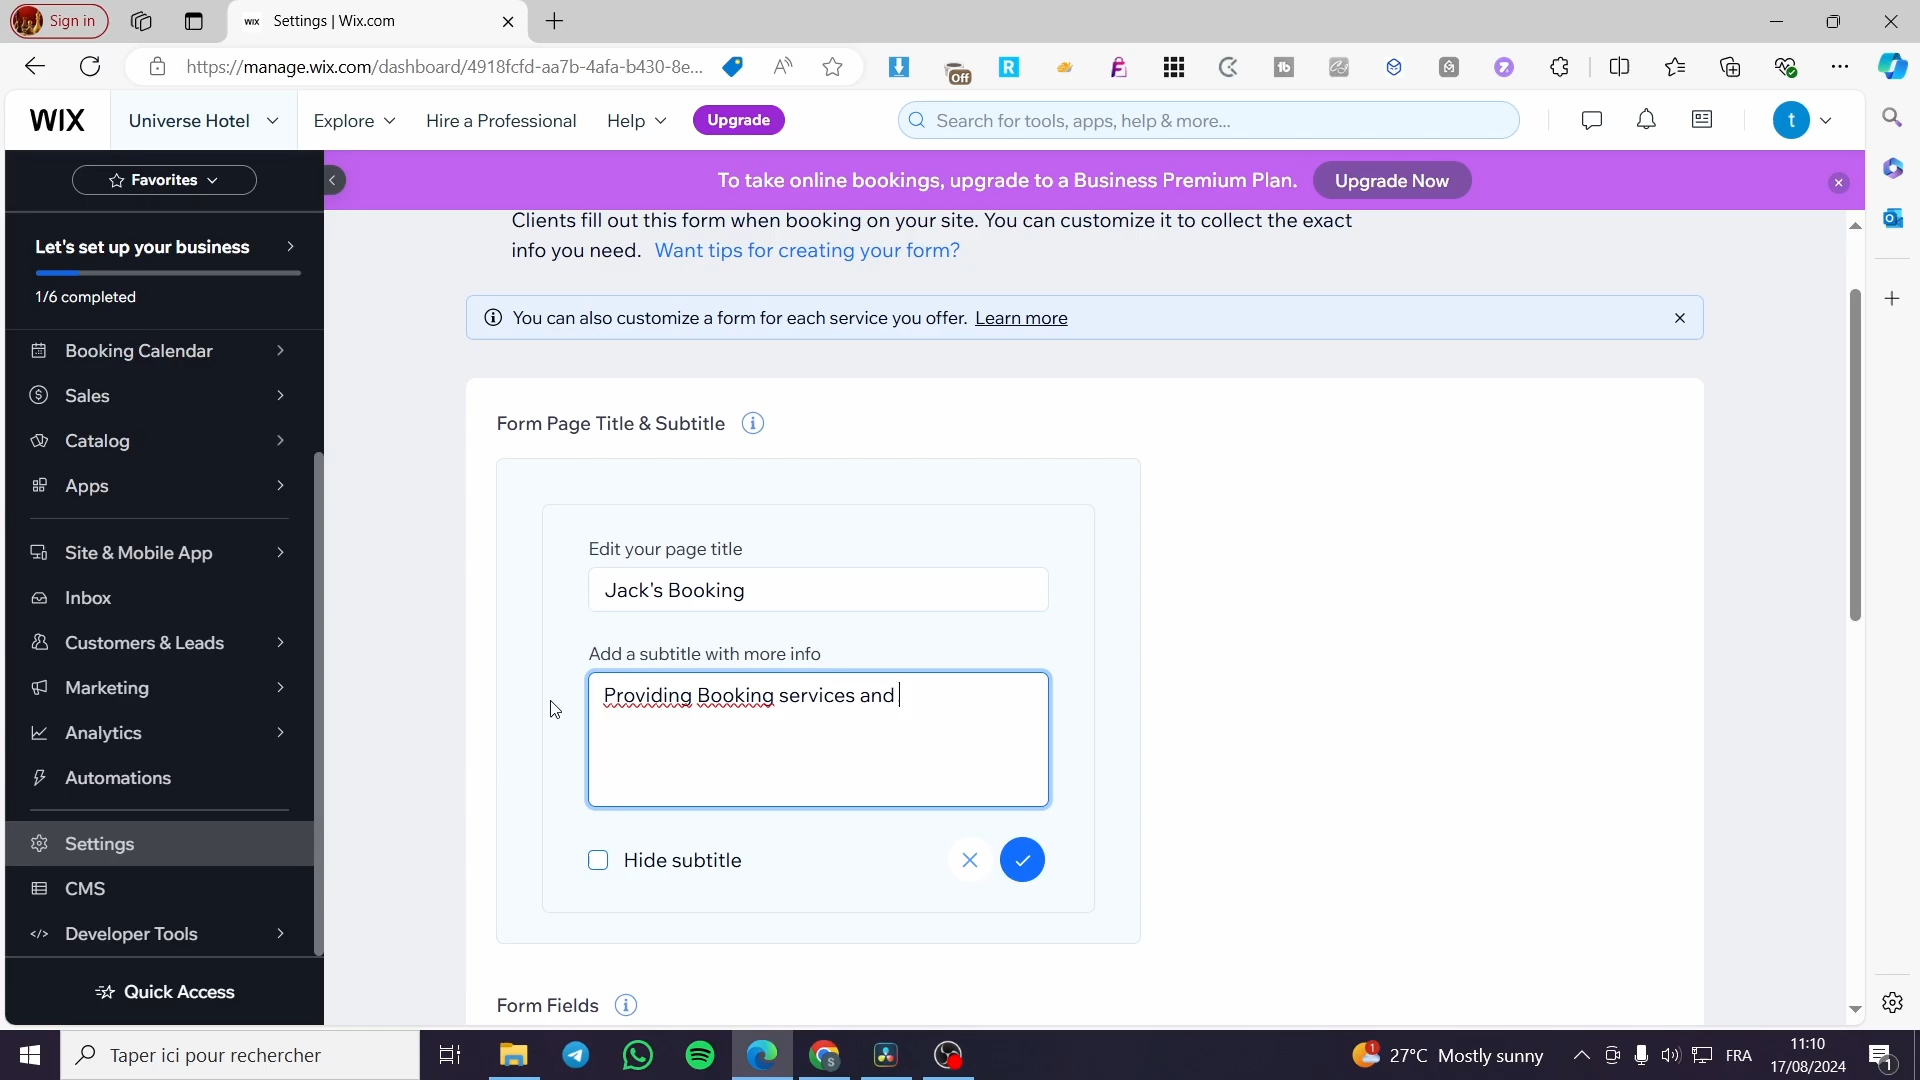 Sign in
WIX Settings | Wix.com
https://manage.wix.com/dashboard/4918fcfd-aa7b-4afa-b430-8e...
Off
WIX
Universe Hotel
Explore
Hire a Professional
Help
Upgrade
Search for tools, apps, help & more...
t
Favorites
To take online bookings, upgrade to a Business Premium Plan.
Upgrade Now
Let's set up your business
1/6 completed
Booking Calendar
Sales
Catalog
Apps
Site & Mobile App
Inbox
Customers & Leads
Marketing
Analytics
Automations
Settings
CMS
Developer Tools
Quick Access
Clients fill out this form when booking on your site. You can customize it to collect the exact
info you need. Want tips for creating your form?
You can also customize a form for each service you offer. Learn more
Form Page Title & Subtitle
Edit your page title
Jack's Booking
Add a subtitle with more info
Providing Booking services and
Hide subtitle
Form Fields
Taper ici pour rechercher
27°C Mostly sunny
FRA
11:10
17/08/2024
1